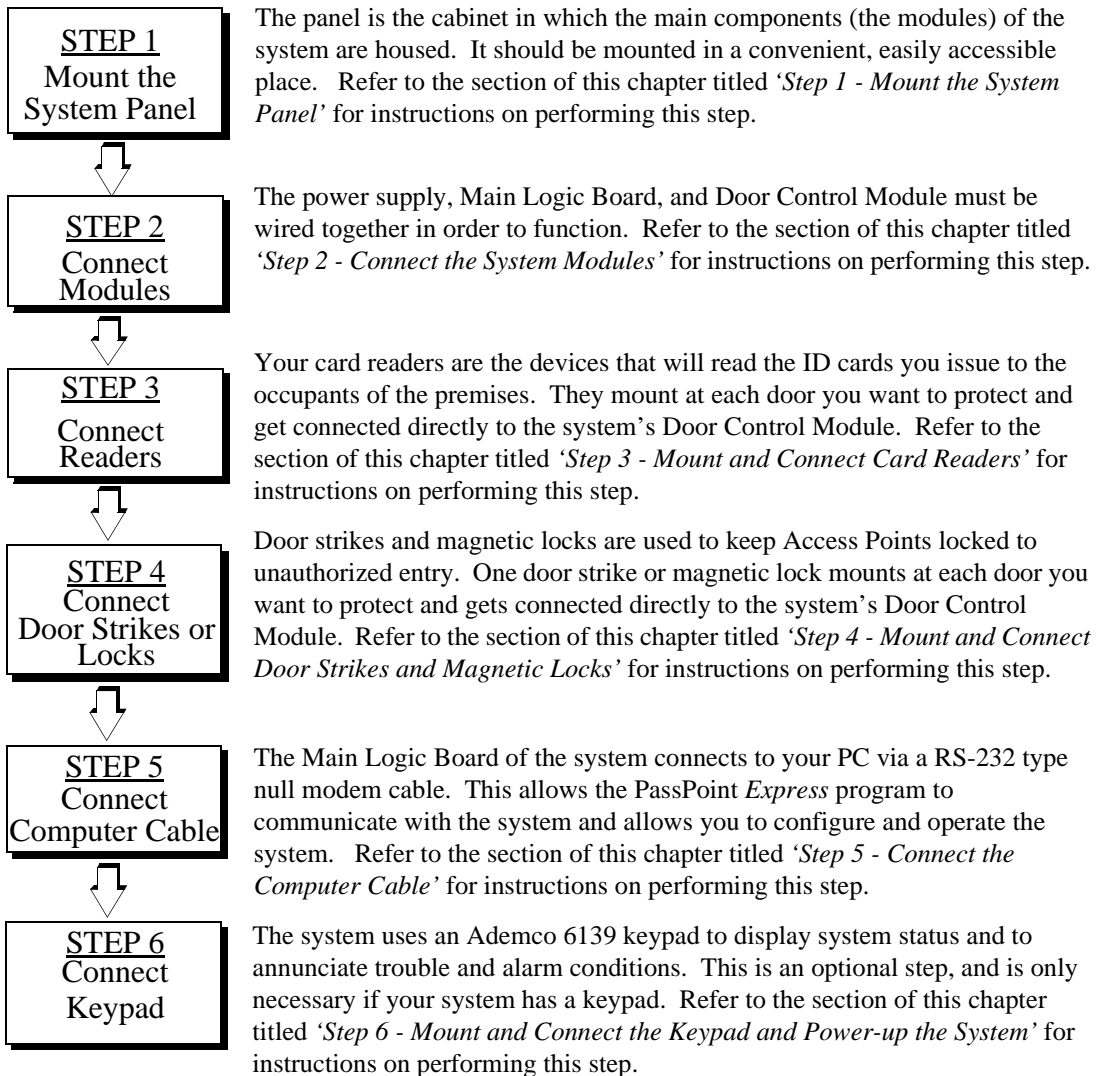 STEP 1
Mount the
System Panel
The panel is the cabinet in which the main components (the modules) of the
system are housed.  It should be mounted in a convenient, easily accessible
place.   Refer to the section of this chapter titled ‘Step 1 - Mount the System
Panel’ for instructions on performing this step.
STEP 2
Connect
Modules
The power supply, Main Logic Board, and Door Control Module must be
wired together in order to function.  Refer to the section of this chapter titled
‘Step 2 - Connect the System Modules’ for instructions on performing this step.
STEP 3
Connect
Readers
Your card readers are the devices that will read the ID cards you issue to the
occupants of the premises.  They mount at each door you want to protect and
get connected directly to the system’s Door Control Module.  Refer to the
section of this chapter titled ‘Step 3 - Mount and Connect Card Readers’ for
instructions on performing this step.
STEP 4
Connect
Door Strikes or
Locks
Door strikes and magnetic locks are used to keep Access Points locked to
unauthorized entry.  One door strike or magnetic lock mounts at each door you
want to protect and gets connected directly to the system’s Door Control
Module.  Refer to the section of this chapter titled ‘Step 4 - Mount and Connect
Door Strikes and Magnetic Locks’ for instructions on performing this step.
STEP 5
Connect
Computer Cable
The Main Logic Board of the system connects to your PC via a RS-232 type
null modem cable.  This allows the PassPoint Express program to
communicate with the system and allows you to configure and operate the
system.   Refer to the section of this chapter titled ‘Step 5 - Connect the
Computer Cable’ for instructions on performing this step.
STEP 6
Connect
Keypad
The system uses an Ademco 6139 keypad to display system status and to
annunciate trouble and alarm conditions.  This is an optional step, and is only
necessary if your system has a keypad.  Refer to the section of this chapter
titled ‘Step 6 - Mount and Connect the Keypad and Power-up the System’ for
instructions on performing this step.